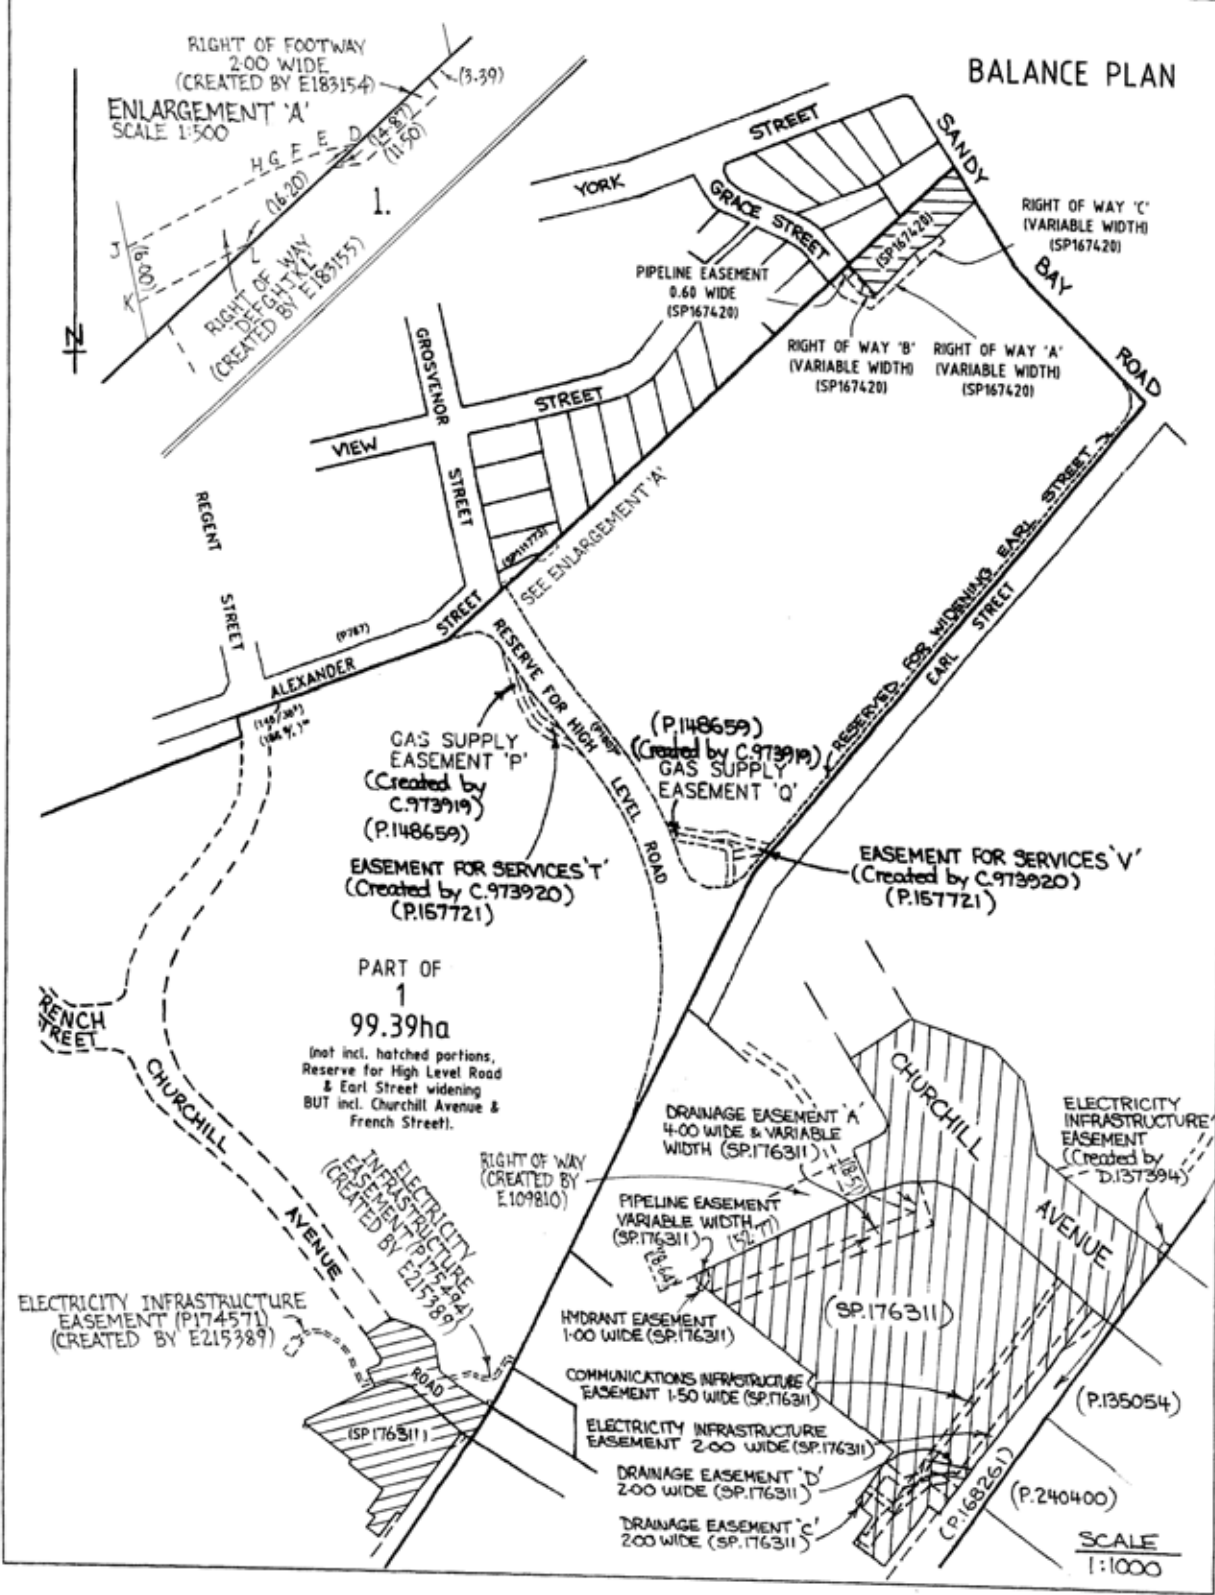 BALANCE PLAN
RIGHT OF FOOTWAY
2·00 WIDE
(CREATED BY E183154)
(3·39)
ENLARGEMENT 'A'
SCALE 1:500
(14·87)
(11·50)
H G F E D
(16·20)
1.
J
(6·00)
K
L
RIGHT OF WAY
'DEFGHJKL'
(CREATED BY E183155)
N
YORK
STREET
SANDY
BAY
ROAD
GRACE STREET
(SP167420)
RIGHT OF WAY 'C'
(VARIABLE WIDTH)
(SP167420)
PIPELINE EASEMENT
0.60 WIDE
(SP167420)
RIGHT OF WAY 'B'
(VARIABLE WIDTH)
(SP167420)
RIGHT OF WAY 'A'
(VARIABLE WIDTH)
(SP167420)
GROSVENOR
STREET
VIEW
STREET
REGENT
STREET
(SP111773)
SEE ENLARGEMENT 'A'
(P787)
ALEXANDER
STREET
RESERVE FOR HIGH
LEVEL ROAD
RESERVED FOR WIDENING EARL STREET
EARL STREET
GAS SUPPLY
EASEMENT 'P'
(Created by
C.973919)
(P.148659)
(P.148659)
(Created by C.973919)
GAS SUPPLY
EASEMENT 'Q'
EASEMENT FOR SERVICES 'T'
(Created by C.973920)
(P.157721)
EASEMENT FOR SERVICES 'V'
(Created by C.973920)
(P.157721)
PART OF
1
99.39ha
(not incl. hatched portions,
Reserve for High Level Road
& Earl Street widening
BUT incl. Churchill Avenue &
French Street).
RENCH
STREET
CHURCHILL
AVENUE
ELECTRICITY
INFRASTRUCTURE
EASEMENT (P175494)
(CREATED BY E215389)
ELECTRICITY INFRASTRUCTURE
EASEMENT (P174571)
(CREATED BY E215389)
ROAD
(SP176311)
RIGHT OF WAY
(CREATED BY
E109810)
DRAINAGE EASEMENT 'A'
4·00 WIDE & VARIABLE
WIDTH (SP.176311)
(18·51)
CHURCHILL
AVENUE
ELECTRICITY
INFRASTRUCTURE
EASEMENT
(Created by
D.137394)
PIPELINE EASEMENT
VARIABLE WIDTH
(SP.176311)
(52·77)
(8·64)
(SP.176311)
HYDRANT EASEMENT
1·00 WIDE (SP.176311)
COMMUNICATIONS INFRASTRUCTURE
EASEMENT 1·50 WIDE (SP.176311)
ELECTRICITY INFRASTRUCTURE
EASEMENT 2·00 WIDE (SP.176311)
DRAINAGE EASEMENT 'D'
2·00 WIDE (SP.176311)
DRAINAGE EASEMENT 'C'
2·00 WIDE (SP.176311)
(P.135054)
(P.168261)
(P.240400)
SCALE
1:1000